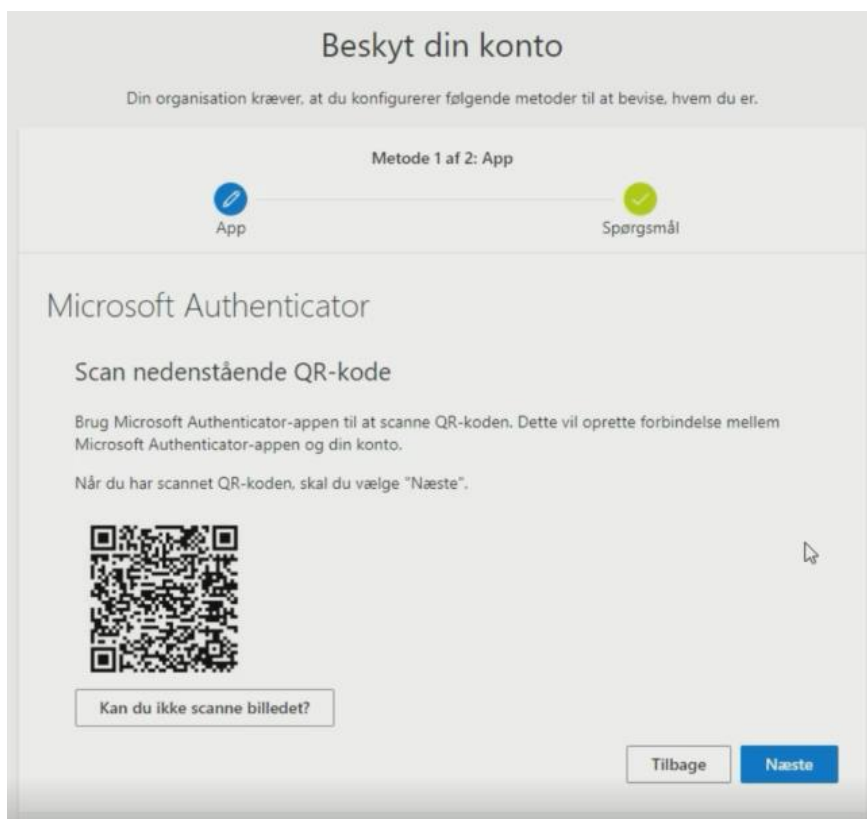 Beskyt din konto
Din organisation kræver, at du konfigurerer følgende metoder til at bevise, hvem du er.
Metode 1 af 2: App
App
Spørgsmål
Microsoft Authenticator
Scan nedenstående QR-kode
Brug Microsoft Authenticator-appen til at scanne QR-koden. Dette vil oprette forbindelse mellem
Microsoft Authenticator-appen og din konto.
Når du har scannet QR-koden, skal du vælge "Næste".
Kan du ikke scanne billedet?
Tilbage
Næste